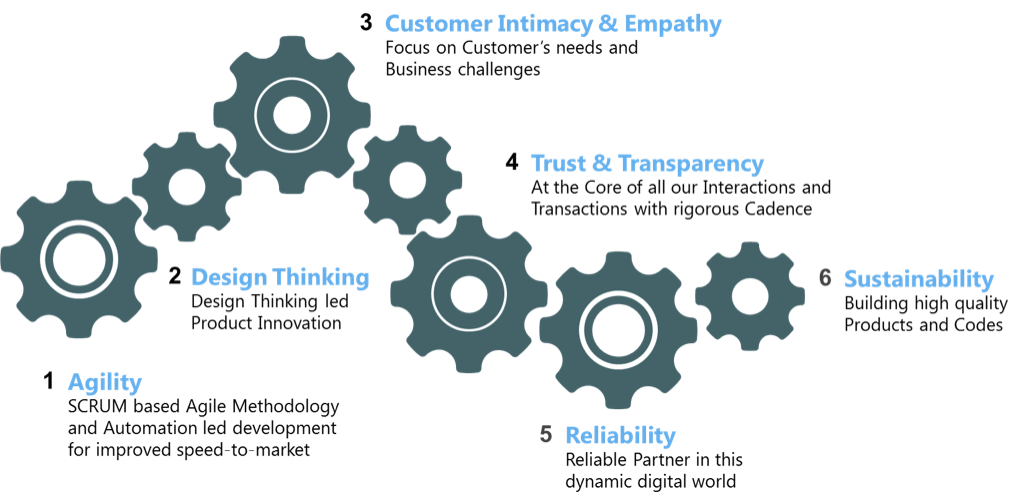 3 Customer Intimacy & Empathy
Focus on Customer’s needs and
Business challenges
4 Trust & Transparency
At the Core of all our Interactions and
Transactions with rigorous Cadence
2 Design Thinking
Design Thinking led
Product Innovation
6 Sustainability
Building high quality
Products and Codes
1 Agility
SCRUM based Agile Methodology
and Automation led development
for improved speed-to-market
5 Reliability
Reliable Partner in this
dynamic digital world